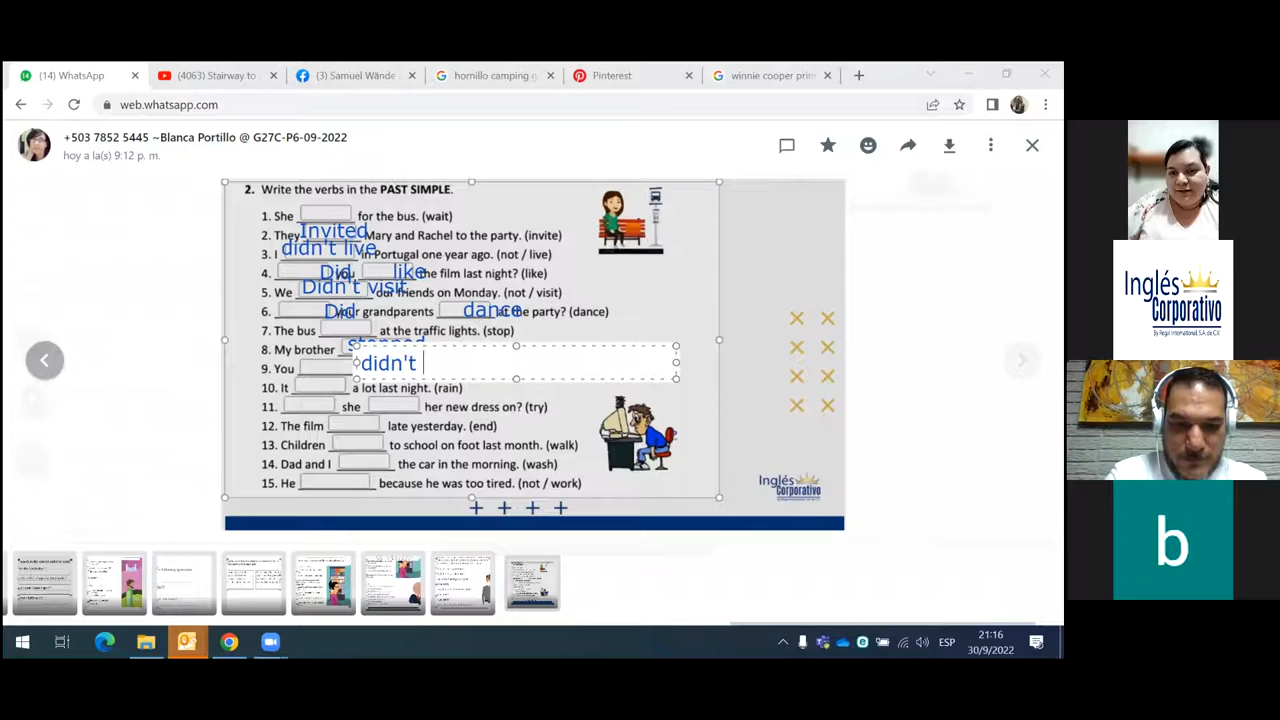 (14) WhatsApp
(4063) Stairway to
(3) Samuel Wände
hornillo camping g
Pinterest
winnie cooper prin
web.whatsapp.com
+503 7852 5445 ~Blanca Portillo @ G27C-P6-09-2022
hoy a la(s) 9:12 p. m.
2. Write the verbs in the PAST SIMPLE.
1. She for the bus. (wait)
2. They Invited Mary and Rachel to the party. (invite)
3. I didn't live in Portugal one year ago. (not / live)
4. Did you like the film last night? (like)
5. We Didn't visit our friends on Monday. (not / visit)
6. Did your grandparents dance at the party? (dance)
7. The bus at the traffic lights. (stop)
stopped
8. My brother
didn't
9. You
10. It a lot last night. (rain)
11. she her new dress on? (try)
12. The film late yesterday. (end)
13. Children to school on foot last month. (walk)
14. Dad and I the car in the morning. (wash)
15. He because he was too tired. (not / work)
Inglés
Corporativo
Inglés
Corporativo
By Regal International, S.A. de C.V.
b
ESP
21:16
30/9/2022